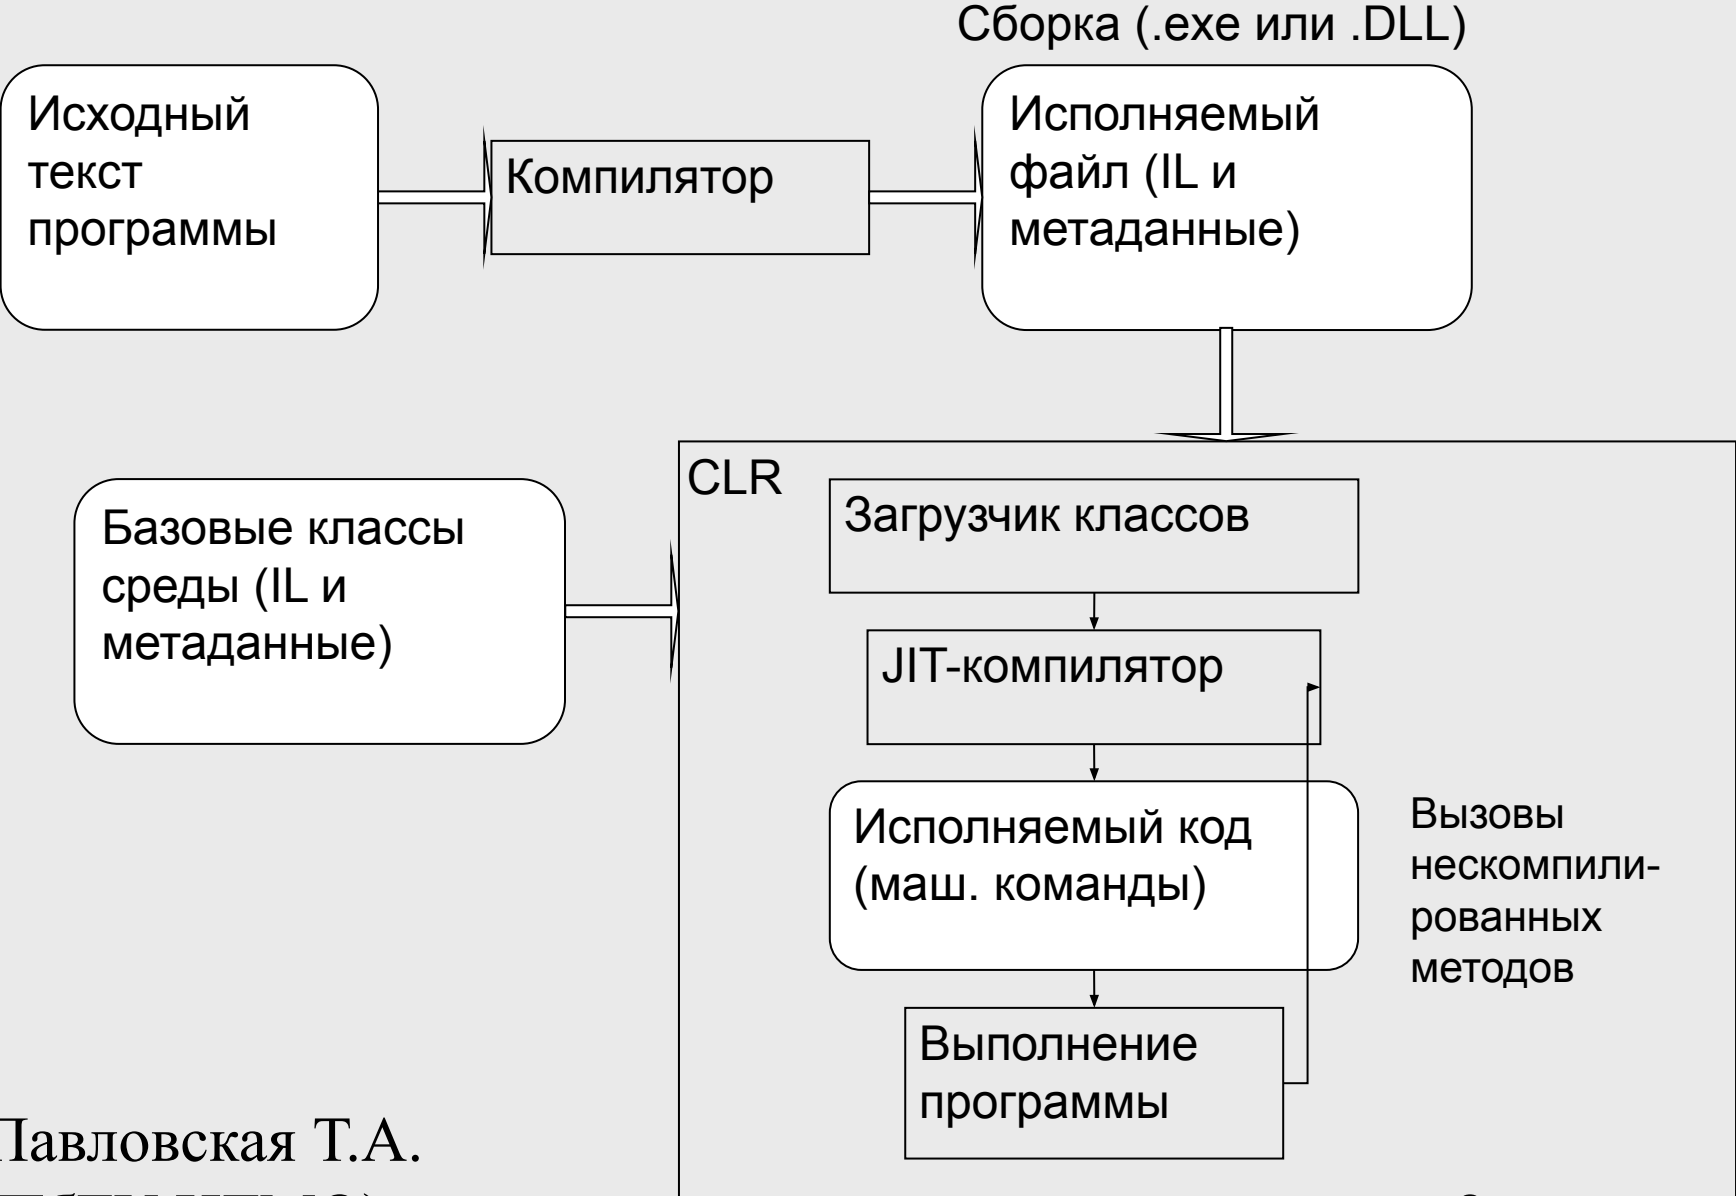 Сборка (.exe или .DLL)
Исходный
текст
программы
Компилятор
Исполняемый
файл (IL и
метаданные)
Базовые классы
среды (IL и
метаданные)
CLR
Загрузчик классов
JIT-компилятор
Исполняемый код
(маш. команды)
Вызовы
нескомпили-
рованных
методов
Выполнение
программы
Павловская Т.А.